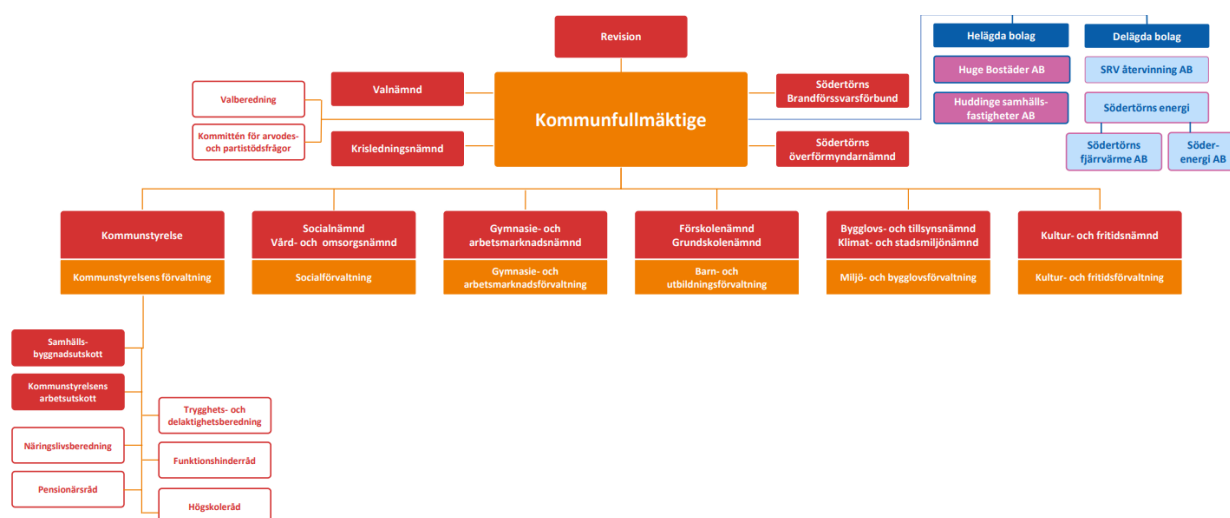 Revision
Helägda bolag
Delägda bolag
Valberedning
Kommittén för arvodes-
och partistödsfrågor
Valnämnd
Krisledningsnämnd
Kommunfullmäktige
Södertörns
Brandförssvarsförbund
Södertörns
överförmyndarnämnd
Huge Bostäder AB
Huddinge samhälls-
fastigheter AB
SRV återvinning AB
Södertörns energi
Södertörns
fjärrvärme AB
Söder-
energi AB
Kommunstyrelse
Kommunstyrelsens förvaltning
Socialnämnd
Vård- och omsorgsnämnd
Socialförvaltning
Gymnasie- och
arbetsmarknadsnämnd
Gymnasie- och
arbetsmarknadsförvaltning
Förskolenämnd
Grundskolenämnd
Barn- och
utbildningsförvaltning
Bygglovs- och tillsynsnämnd
Klimat- och stadsmiljönämnd
Miljö- och bygglovsförvaltning
Kultur- och fritidsnämnd
Kultur- och fritidsförvaltning
Samhälls-
byggnadsutskott
Kommunstyrelsens
arbetsutskott
Näringslivsberedning
Pensionärsråd
Trygghets- och
delaktighetsberedning
Funktionshinderråd
Högskoleråd